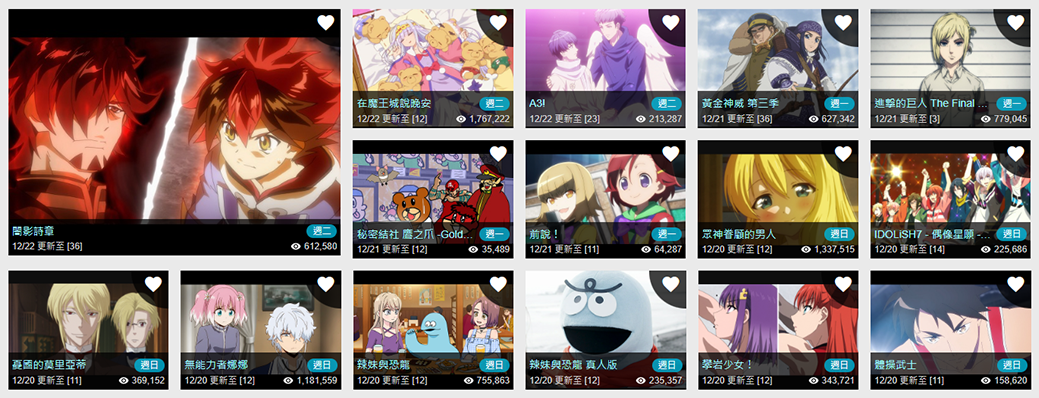 闇影詩章
週二
12/22 更新至 [36]
612,580
在魔王城說晚安
週二
12/22 更新至 [12]
1,767,222
A3!
週二
12/22 更新至 [23]
213,287
黃金神威 第三季
週一
12/21 更新至 [36]
627,342
進擊的巨人 The Final ...
週一
12/21 更新至 [3]
779,045
秘密結社 鷹之爪 -Gold...
週一
12/21 更新至 [12]
35,489
前說！
週一
12/21 更新至 [11]
64,287
眾神眷顧的男人
週日
12/20 更新至 [12]
1,337,515
IDOLiSH7 - 偶像星願 -...
週日
12/20 更新至 [14]
225,686
憂國的莫里亞蒂
週日
12/20 更新至 [11]
369,152
無能力者娜娜
週日
12/20 更新至 [12]
1,181,559
辣妹與恐龍
週日
12/20 更新至 [12]
755,863
辣妹與恐龍 真人版
週日
12/20 更新至 [12]
235,357
攀岩少女！
週日
12/20 更新至 [12]
343,721
體操武士
週日
12/20 更新至 [11]
158,620